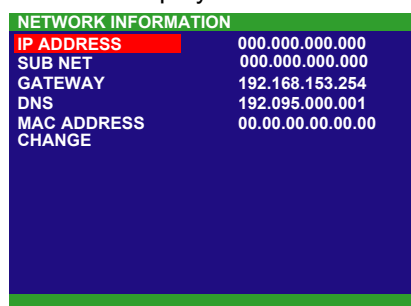 NETWORK INFORMATION
IP ADDRESS 000.000.000.000
SUB NET 000.000.000.000
GATEWAY 192.168.153.254
DNS 192.095.000.001
MAC ADDRESS 00.00.00.00.00.00
CHANGE